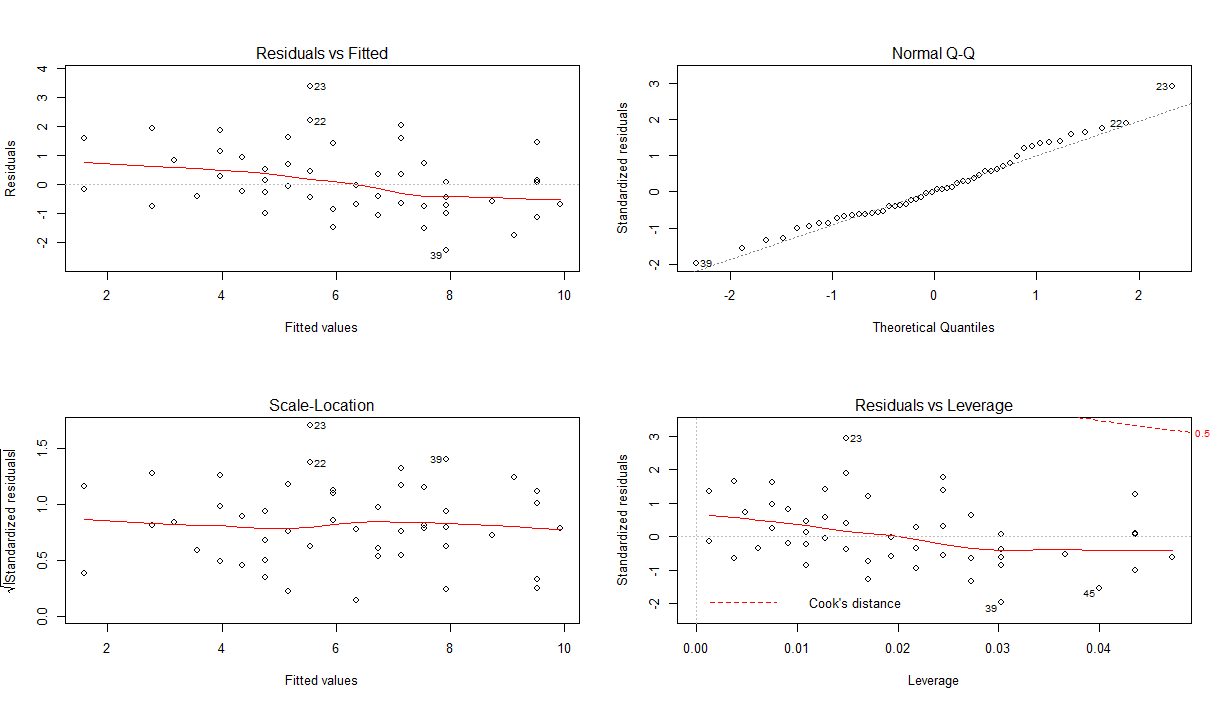 Residuals vs Fitted
Residuals
4
3
2
1
0
-1
-2
23
22
39
2 4 6 8 10
Fitted values
Normal Q-Q
Standardized residuals
3
2
1
0
-1
-2
23
22
39
-2 -1 0 1 2
Theoretical Quantiles
Scale-Location
√|Standardized residuals|
1.5
1.0
0.5
0.0
23
22
39
2 4 6 8 10
Fitted values
Residuals vs Leverage
Standardized residuals
3
2
1
0
-1
-2
23
0.5
45
39
Cook's distance
0.00 0.01 0.02 0.03 0.04
Leverage